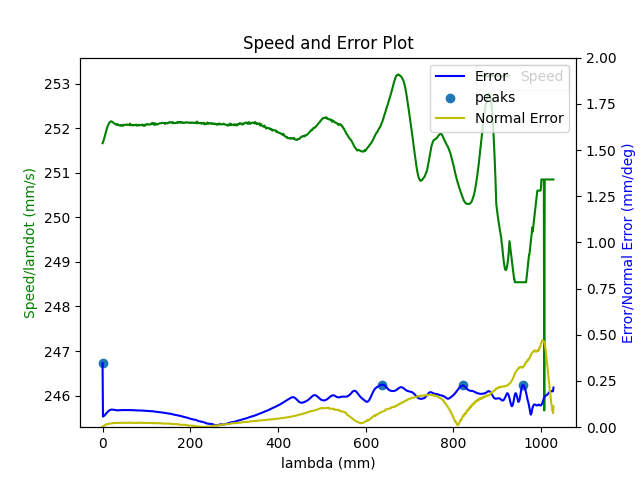 Speed and Error Plot
Speed/lamdot (mm/s)
253
252
251
250
249
248
247
246
Error
Speed
peaks
Normal Error
2.00
1.75
1.50
1.25
1.00
0.75
0.50
0.25
0.00
Error/Normal Error (mm/deg)
0
200
400
600
800
1000
lambda (mm)